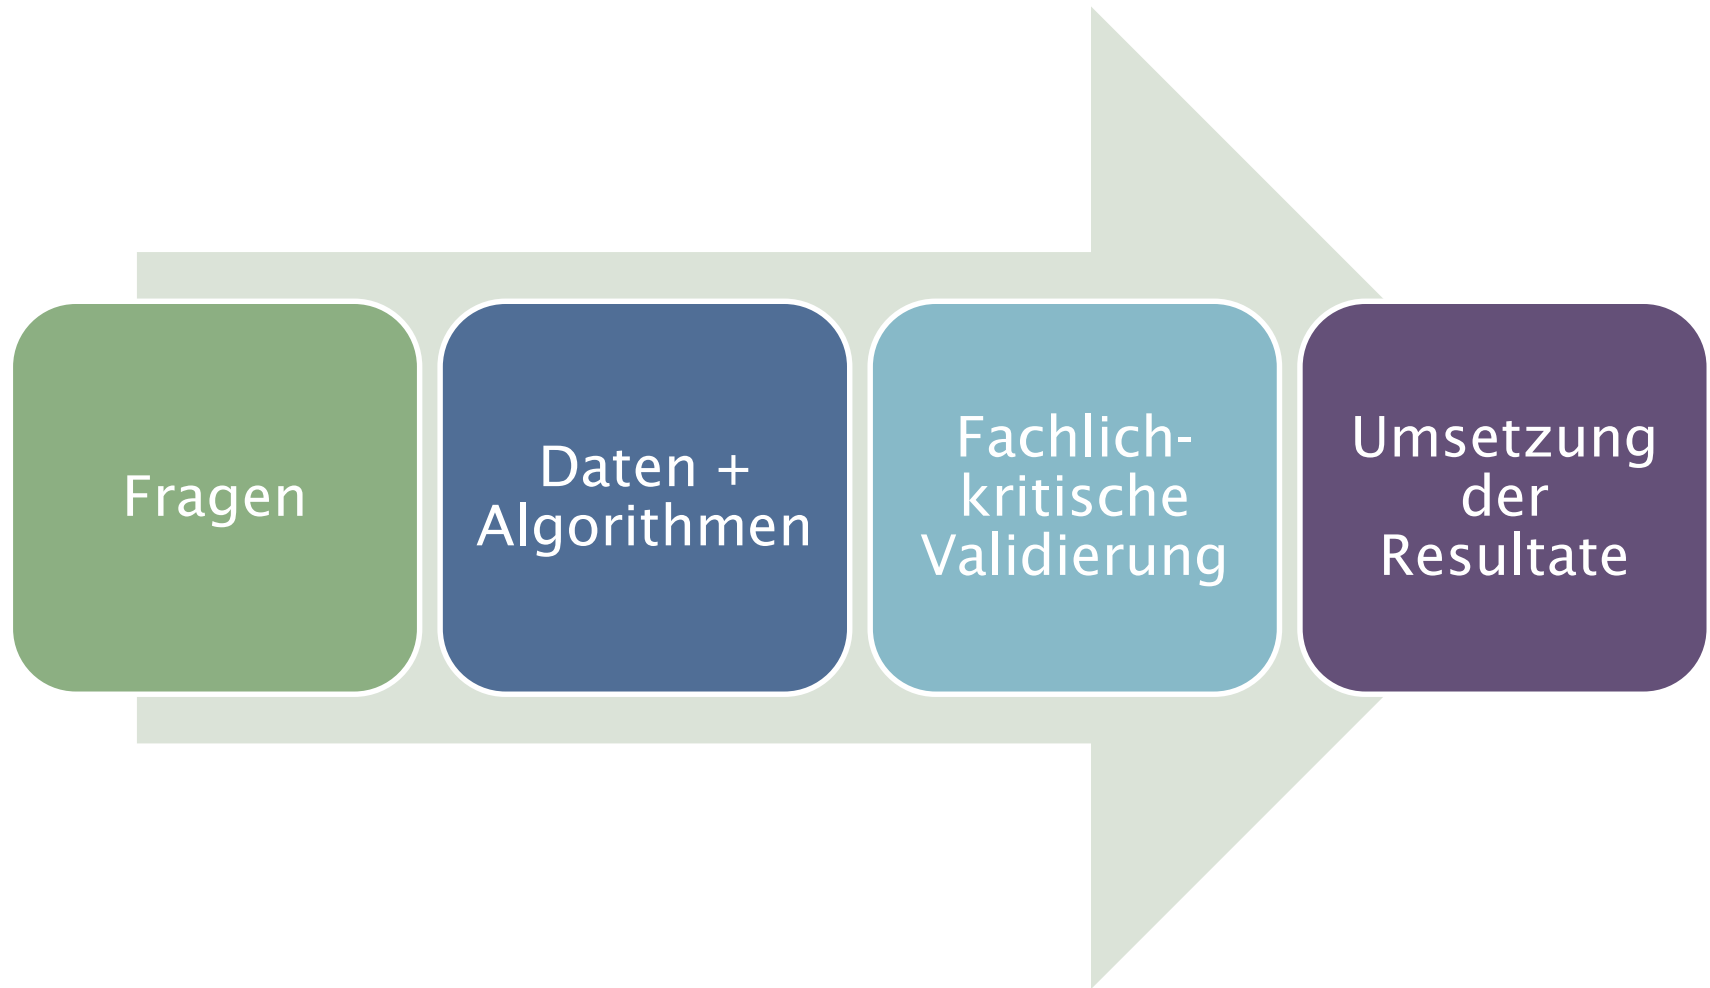 Fragen
Daten +
Algorithmen
Fachlich-
kritische
Validierung
Umsetzung
der
Resultate